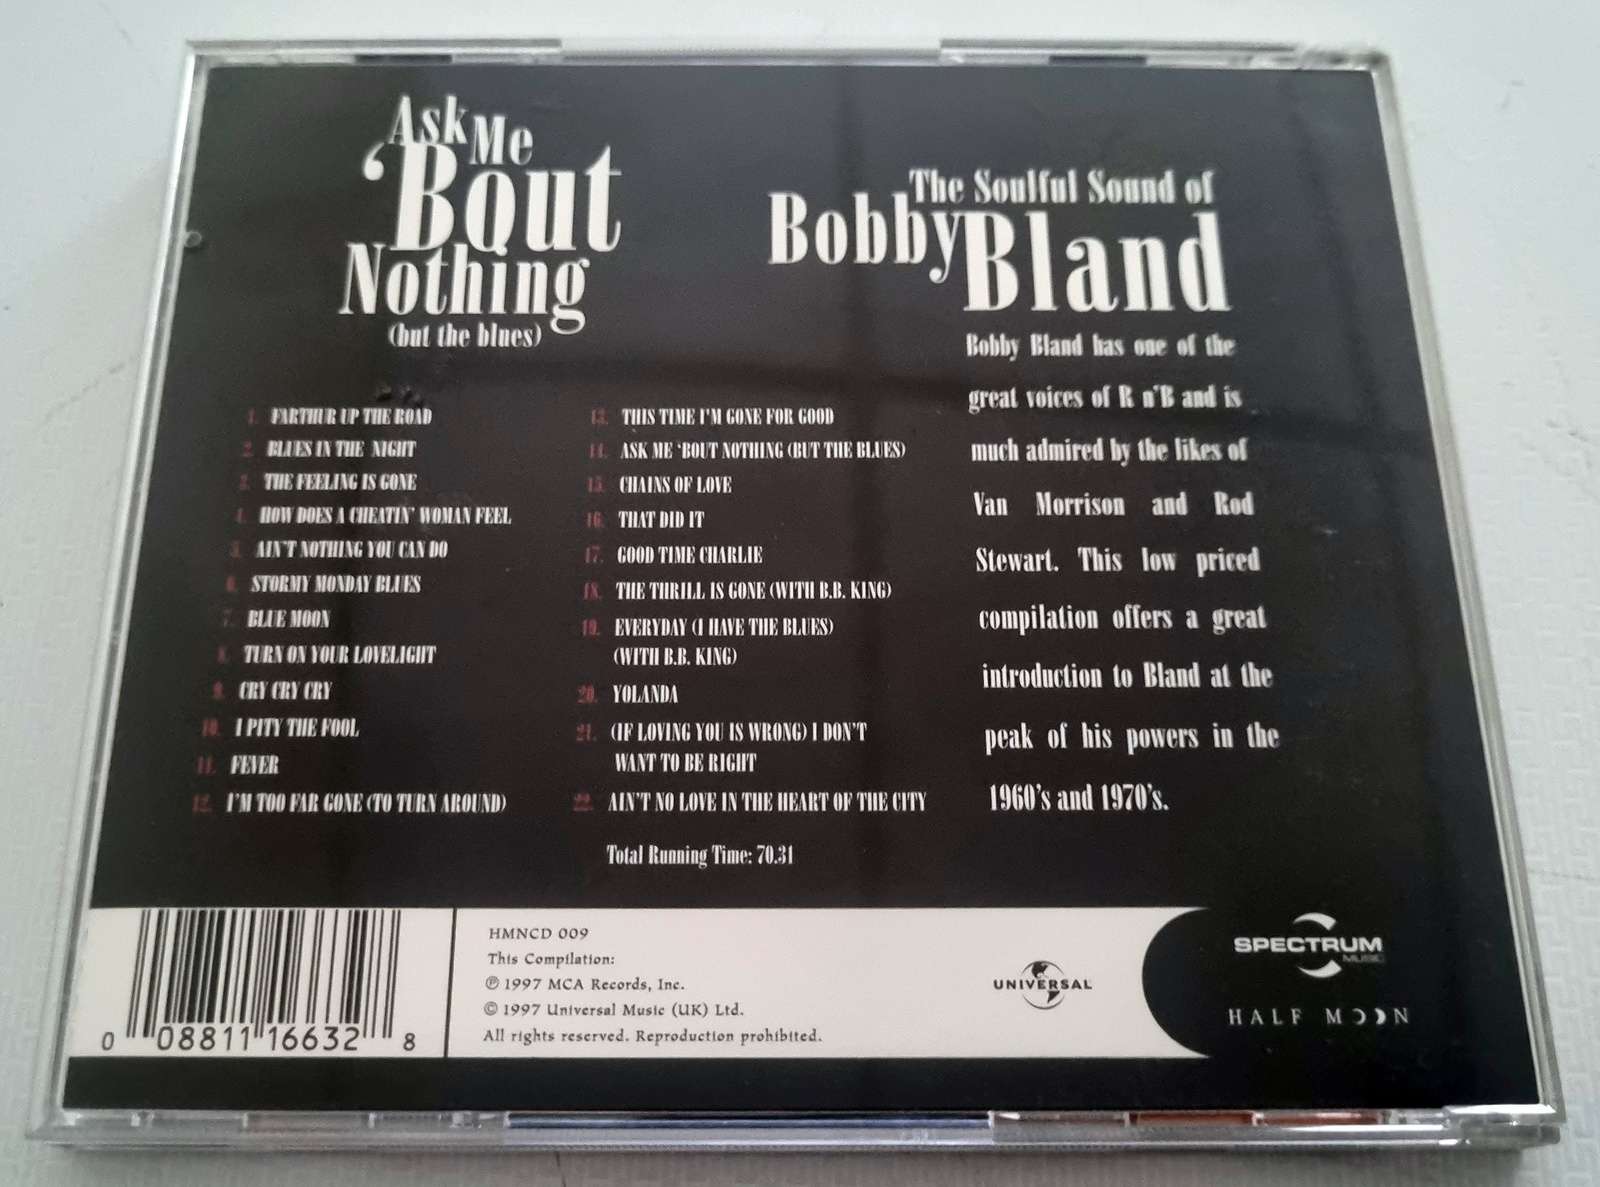 Ask Me
'Bout
Nothing
(but the blues)
The Soulful Sound of
Bobby Bland
1. FARTHUR UP THE ROAD
2. BLUES IN THE NIGHT
3. THE FEELING IS GONE
4. HOW DOES A CHEATIN' WOMAN FEEL
5. AIN'T NOTHING YOU CAN DO
6. STORMY MONDAY BLUES
7. BLUE MOON
8. TURN ON YOUR LOVELIGHT
9. CRY CRY CRY
10. I PITY THE FOOL
11. FEVER
12. I'M TOO FAR GONE (TO TURN AROUND)
13. THIS TIME I'M GONE FOR GOOD
14. ASK ME 'BOUT NOTHING (BUT THE BLUES)
15. CHAINS OF LOVE
16. THAT DID IT
17. GOOD TIME CHARLIE
18. THE THRILL IS GONE (WITH B.B. KING)
19. EVERYDAY (I HAVE THE BLUES)
(WITH B.B. KING)
20. YOLANDA
21. (IF LOVING YOU IS WRONG) I DON'T
WANT TO BE RIGHT
22. AIN'T NO LOVE IN THE HEART OF THE CITY
Total Running Time: 70.31
Bobby Bland has one of the
great voices of R n'B and is
much admired by the likes of
Van Morrison and Rod
Stewart. This low priced
compilation offers a great
introduction to Bland at the
peak of his powers in the
1960's and 1970's.
0 08811 16632 8
HMNCD 009
This Compilation:
℗ 1997 MCA Records, Inc.
© 1997 Universal Music (UK) Ltd.
All rights reserved. Reproduction prohibited.
UNIVERSAL
SPECTRUM
MUSIC
HALF MOON